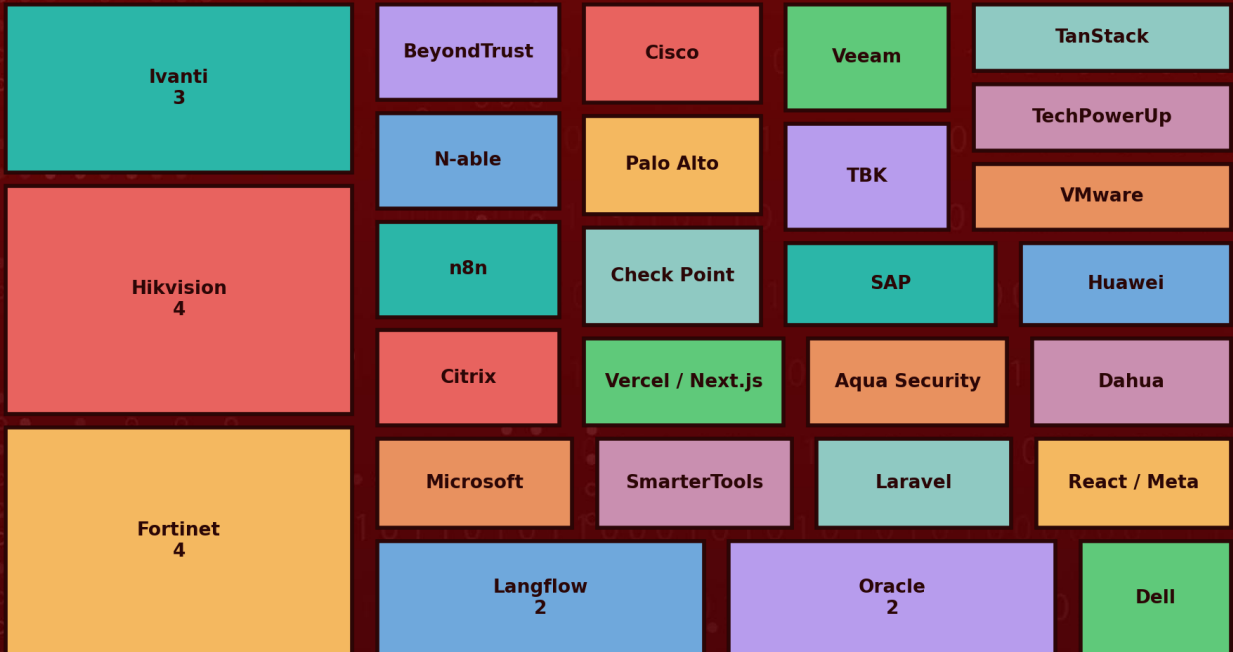 Ivanti
3
Hikvision
4
Fortinet
4
BeyondTrust
N-able
n8n
Citrix
Cisco
Palo Alto
Check Point
Veeam
TBK
TanStack
TechPowerUp
VMware
SAP
Huawei
Vercel / Next.js
Aqua Security
Dahua
Microsoft
SmarterTools
Laravel
React / Meta
Langflow
2
Oracle
2
Dell